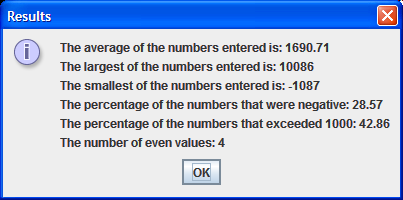 Results
The average of the numbers entered is: 1690.71
The largest of the numbers entered is: 10086
The smallest of the numbers entered is: -1087
The percentage of the numbers that were negative: 28.57
The percentage of the numbers that exceeded 1000: 42.86
The number of even values: 4
OK